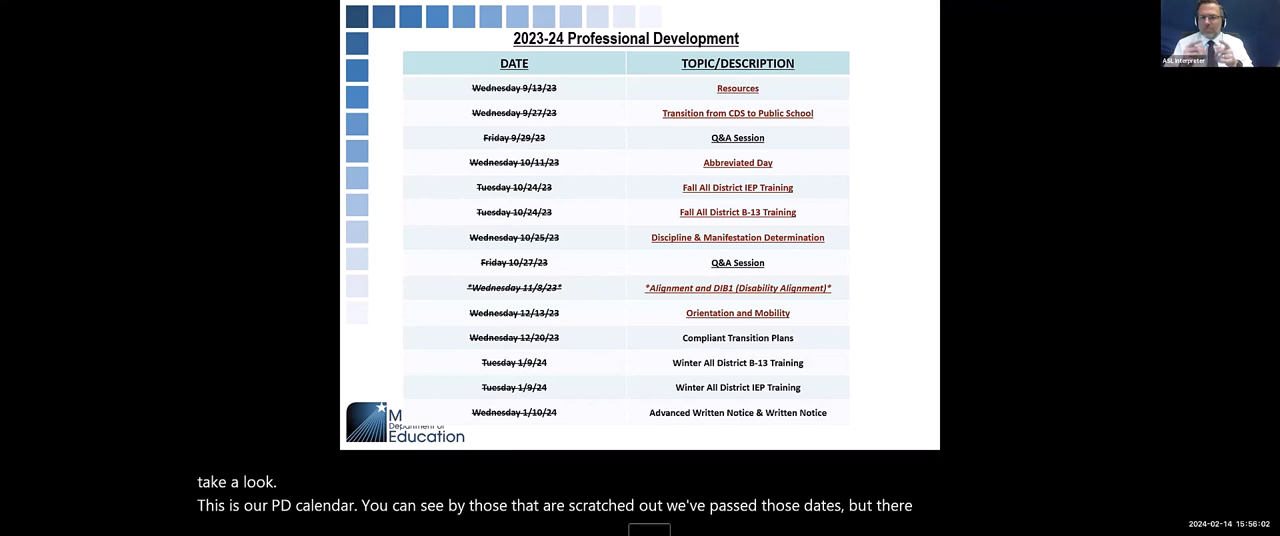 2023-24 Professional Development
DATE TOPIC/DESCRIPTION
Wednesday 9/13/23 Resources
Wednesday 9/27/23 Transition from CDS to Public School
Friday 9/29/23 Q&A Session
Wednesday 10/11/23 Abbreviated Day
Tuesday 10/24/23 Fall All District IEP Training
Tuesday 10/24/23 Fall All District B-13 Training
Wednesday 10/25/23 Discipline & Manifestation Determination
Friday 10/27/23 Q&A Session
*Wednesday 11/8/23* *Alignment and DIB1 (Disability Alignment)*
Wednesday 12/13/23 Orientation and Mobility
Wednesday 12/20/23 Compliant Transition Plans
Tuesday 1/9/24 Winter All District B-13 Training
Tuesday 1/9/24 Winter All District IEP Training
Wednesday 1/10/24 Advanced Written Notice & Written Notice
M
Department of
Education
ASL Interpreter
take a look.
This is our PD calendar. You can see by those that are scratched out we've passed those dates, but there
2024-02-14 15:56:02